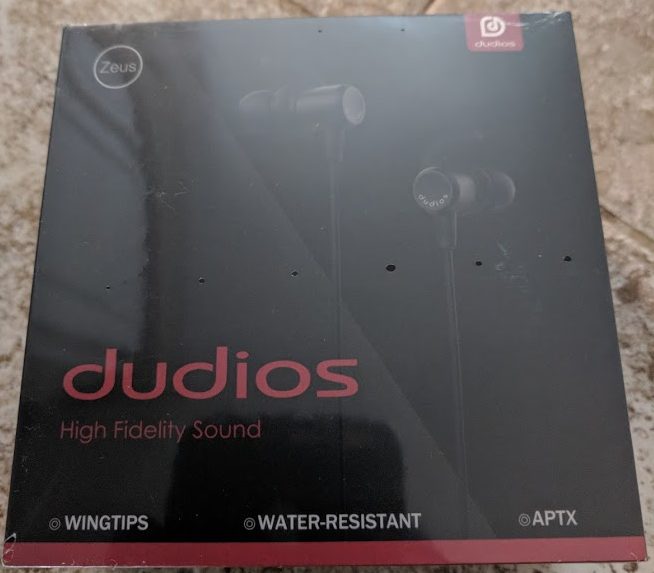 Zeus
dudios
dudios
dudios
High Fidelity Sound
WINGTIPS
WATER-RESISTANT
APTX